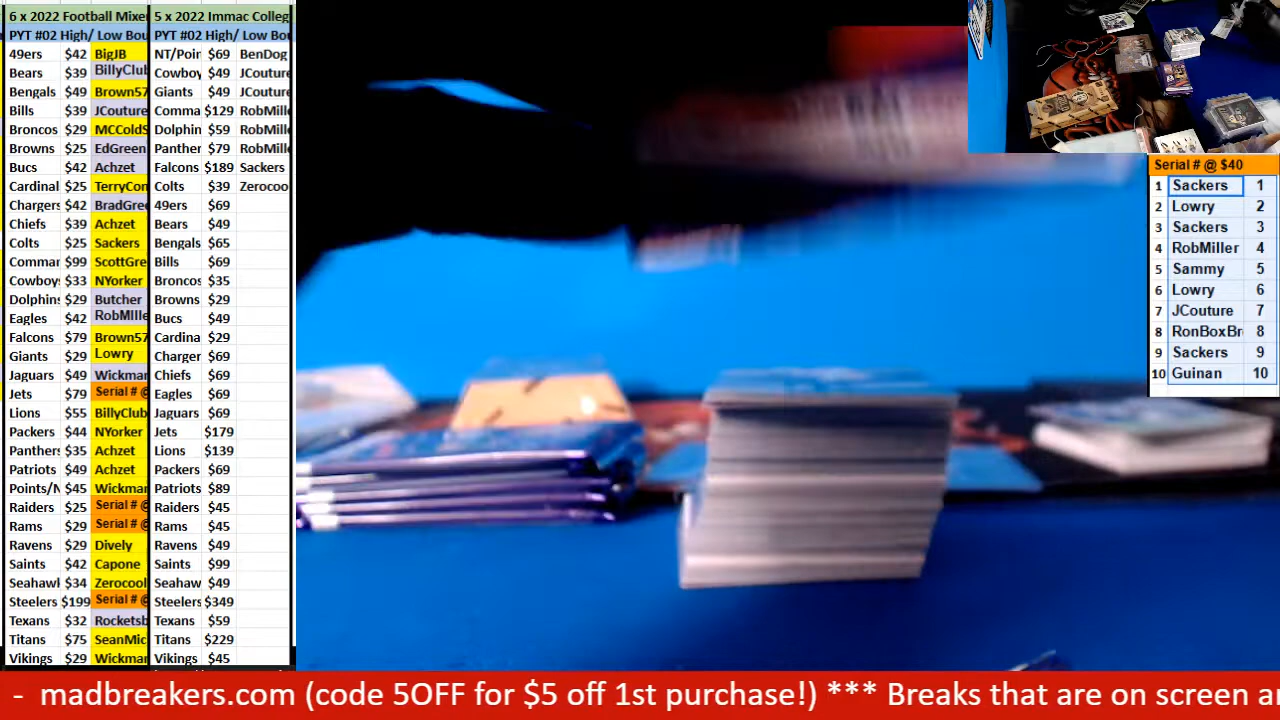 6 x 2022 Football Mixer 5 x 2022 Immac Colleg
PYT #02 High/ Low Bou PYT #02 High/ Low Bou
49ers $42 BigJB NT/Poin $69 BenDog
Bears $39 BillyClub Cowboy $49 JCouture
Bengals $49 Brown57 Giants $49 JCouture
Bills $39 JCouture Comma $129 RobMille
Broncos $29 MCColdS Dolphin $59 RobMille
Browns $25 EdGreen Panther $79 RobMille
Bucs $42 Achzet Falcons $189 Sackers
Cardinal $25 TerryCon Colts $39 Zerocoo
Chargers $42 BradGree 49ers $69
Chiefs $39 Achzet Bears $49
Colts $25 Sackers Bengals $65
Comman $99 ScottGre Bills $69
Cowboys $33 NYorker Broncos $35
Dolphins $29 Butcher Browns $29
Eagles $42 RobMIlle Bucs $49
Falcons $79 Brown57 Cardina $29
Giants $29 Lowry Charger $69
Jaguars $49 Wickman Chiefs $69
Jets $79 Serial # @ Eagles $69
Lions $55 BillyClub Jaguars $69
Packers $44 NYorker Jets $179
Panthers $35 Achzet Lions $139
Patriots $49 Achzet Packers $69
Points/N $45 Wickman Patriots $89
Raiders $25 Serial # @ Raiders $45
Rams $29 Serial # @ Rams $45
Ravens $29 Dively Ravens $49
Saints $42 Capone Saints $99
Seahawk $34 Zerocool Seahaw $49
Steelers $199 Serial # @ Steelers $349
Texans $32 Rocketsb Texans $59
Titans $75 SeanMic Titans $229
Vikings $29 Wickman Vikings $45
Serial # @ $40
1 Sackers 1
2 Lowry 2
3 Sackers 3
4 RobMiller 4
5 Sammy 5
6 Lowry 6
7 JCouture 7
8 RonBoxBr 8
9 Sackers 9
10 Guinan 10
- madbreakers.com (code 5OFF for $5 off 1st purchase!) *** Breaks that are on screen a